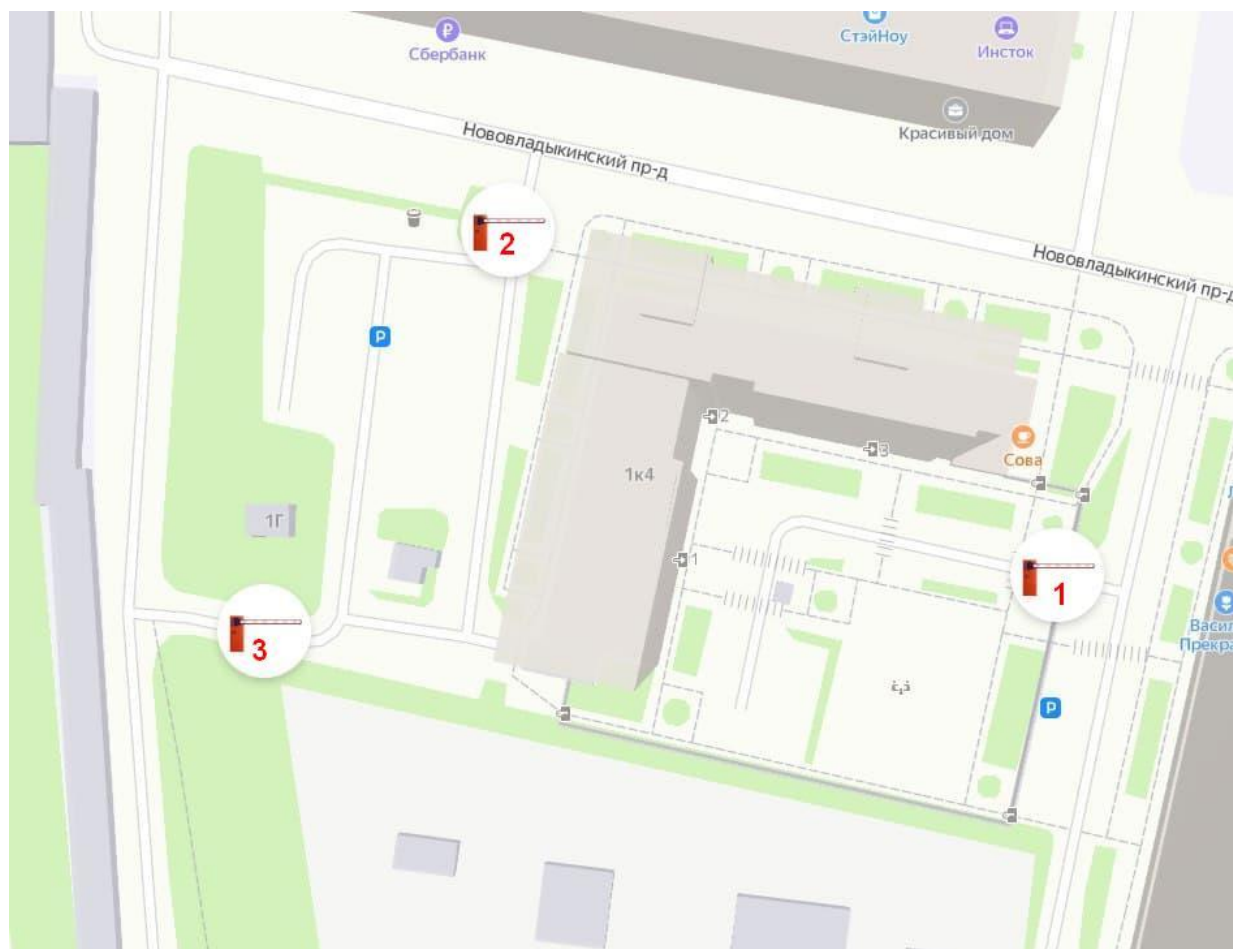 СтэйНоу
Сбербанк
Инсток
Красивый дом
Нововладыкинский пр-д
2
Нововладыкинский пр-д
P
2
3
Сова
1к4
1Г
1
1
3
P